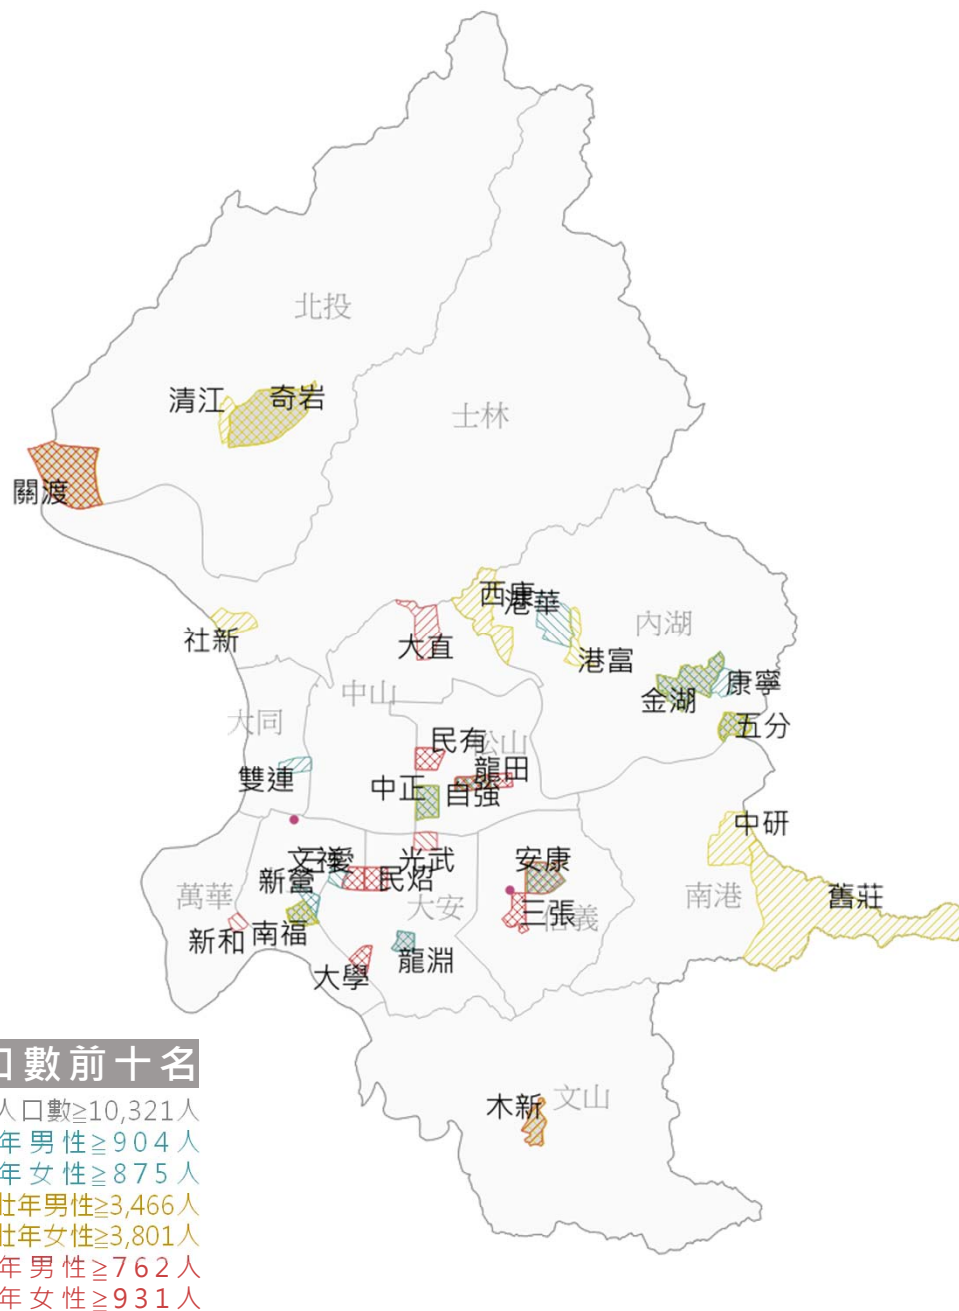 北投
清江
奇岩
士林
關渡
西康
港華
社新
大直
內湖
港富
中山
金湖
康寧
大同
五分
民有
松山
龍田
雙連
中正
自強
中研
光武
安康
新營
民炤
萬華
大安
南港
舊莊
三張
信義
新和
南福
龍淵
大學
木新
文山
口數前十名
人口數≧10,321人
年男性≧904人
年女性≧875人
壯年男性≧3,466人
壯年女性≧3,801人
年男性≧762人
年女性≧931人